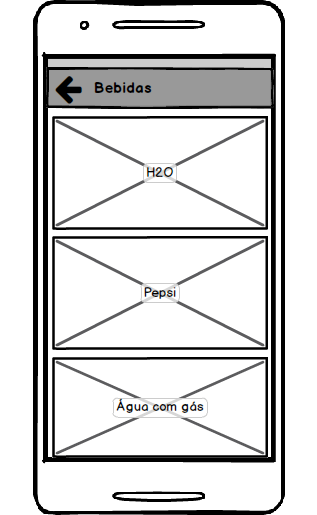 Bebidas
H2O
Pepsi
Água com gás